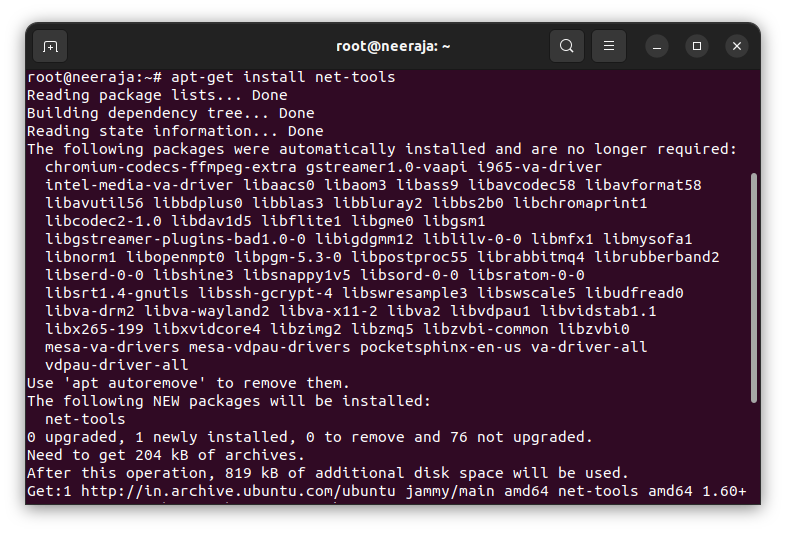 root@neeraja: ~
root@neeraja:~# apt-get install net-tools
Reading package lists... Done
Building dependency tree... Done
Reading state information... Done
The following packages were automatically installed and are no longer required:
  chromium-codecs-ffmpeg-extra gstreamer1.0-vaapi i965-va-driver
  intel-media-va-driver libaacs0 libaom3 libass9 libavcodec58 libavformat58
  libavutil56 libbdplus0 libblas3 libbluray2 libbs2b0 libchromaprint1
  libcodec2-1.0 libdav1d5 libflite1 libgme0 libgsm1
  libgstreamer-plugins-bad1.0-0 libigdgmm12 liblilv-0-0 libmfx1 libmysofa1
  libnorm1 libopenmpt0 libpgm-5.3-0 libpostproc55 librabbitmq4 librubberband2
  libserd-0-0 libshine3 libsnappy1v5 libsord-0-0 libsratom-0-0
  libsrt1.4-gnutls libssh-gcrypt-4 libswresample3 libswscale5 libudfread0
  libva-drm2 libva-wayland2 libva-x11-2 libva2 libvdpau1 libvidstab1.1
  libx265-199 libxvidcore4 libzimg2 libzmq5 libzvbi-common libzvbi0
  mesa-va-drivers mesa-vdpau-drivers pocketsphinx-en-us va-driver-all
  vdpau-driver-all
Use 'apt autoremove' to remove them.
The following NEW packages will be installed:
  net-tools
0 upgraded, 1 newly installed, 0 to remove and 76 not upgraded.
Need to get 204 kB of archives.
After this operation, 819 kB of additional disk space will be used.
Get:1 http://in.archive.ubuntu.com/ubuntu jammy/main amd64 net-tools amd64 1.60+